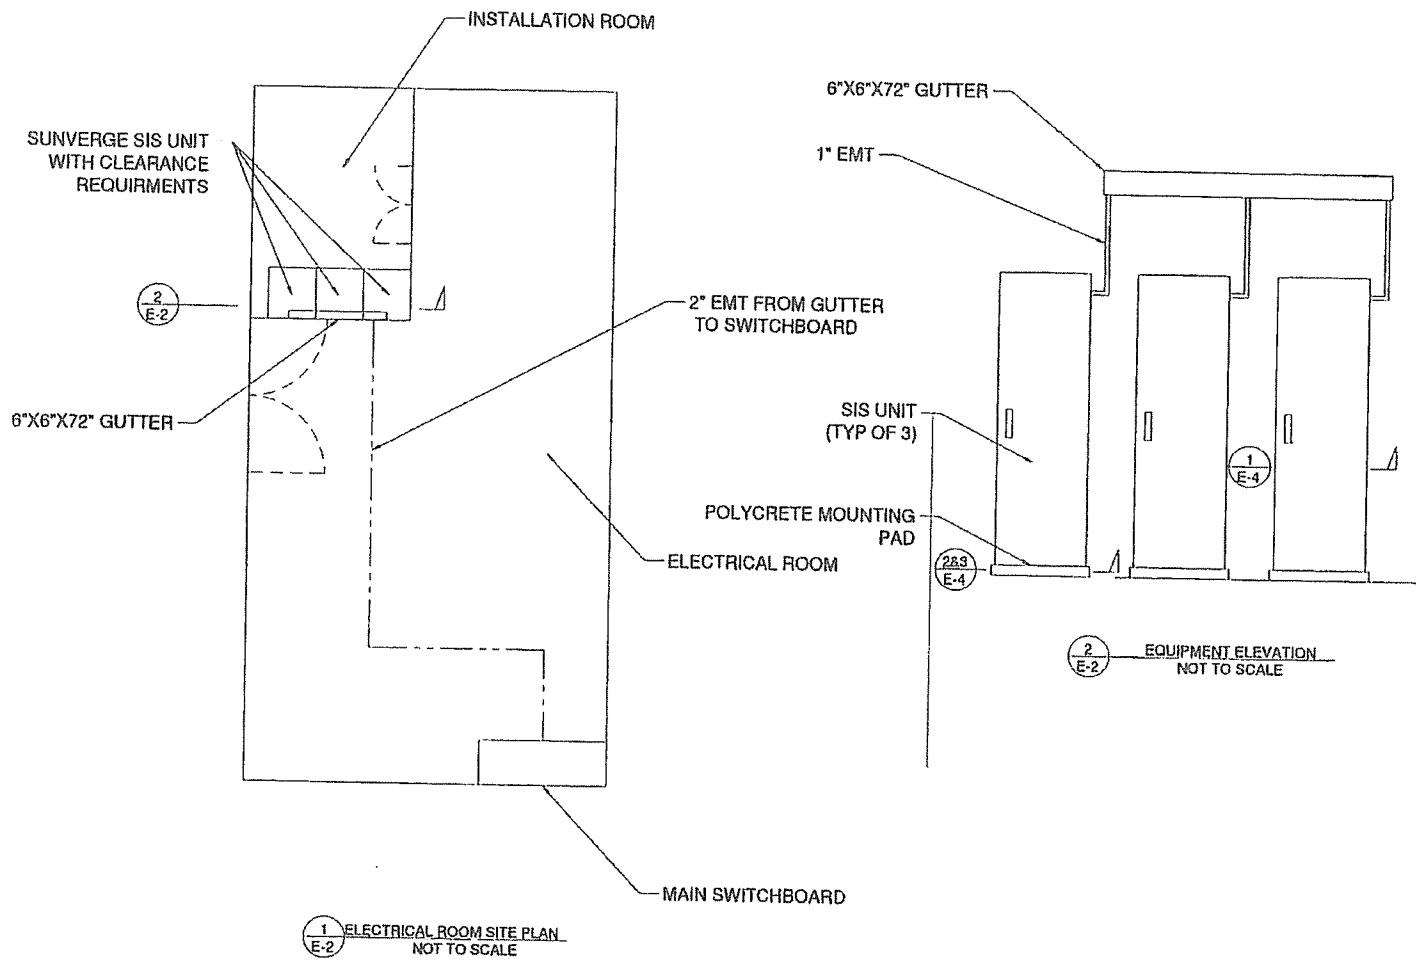 INSTALLATION ROOM
SUNVERGE SIS UNIT
WITH CLEARANCE
REQUIRMENTS
2
E-2
2" EMT FROM GUTTER
TO SWITCHBOARD
6"X6"X72" GUTTER
ELECTRICAL ROOM
MAIN SWITCHBOARD
1
E-2
ELECTRICAL ROOM SITE PLAN
NOT TO SCALE
6"X6"X72" GUTTER
1" EMT
SIS UNIT
(TYP OF 3)
1
E-4
POLYCRETE MOUNTING
PAD
2&3
E-4
2
E-2
EQUIPMENT ELEVATION
NOT TO SCALE